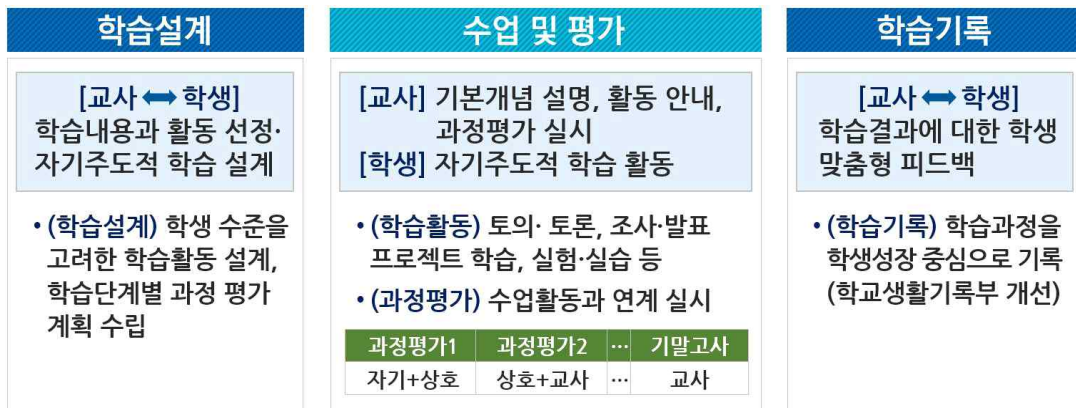 학습설계
[교사 ⟷ 학생]
학습내용과 활동 선정·
자기주도적 학습 설계
• (학습설계) 학생 수준을
고려한 학습활동 설계,
학습단계별 과정 평가
계획 수립
수업 및 평가
[교사] 기본개념 설명, 활동 안내,
과정평가 실시
[학생] 자기주도적 학습 활동
• (학습활동) 토의· 토론, 조사·발표
프로젝트 학습, 실험·실습 등
• (과정평가) 수업활동과 연계 실시
과정평가1 과정평가2 … 기말고사
자기+상호 상호+교사 … 교사
학습기록
[교사 ⟷ 학생]
학습결과에 대한 학생
맞춤형 피드백
• (학습기록) 학습과정을
학생성장 중심으로 기록
(학교생활기록부 개선)